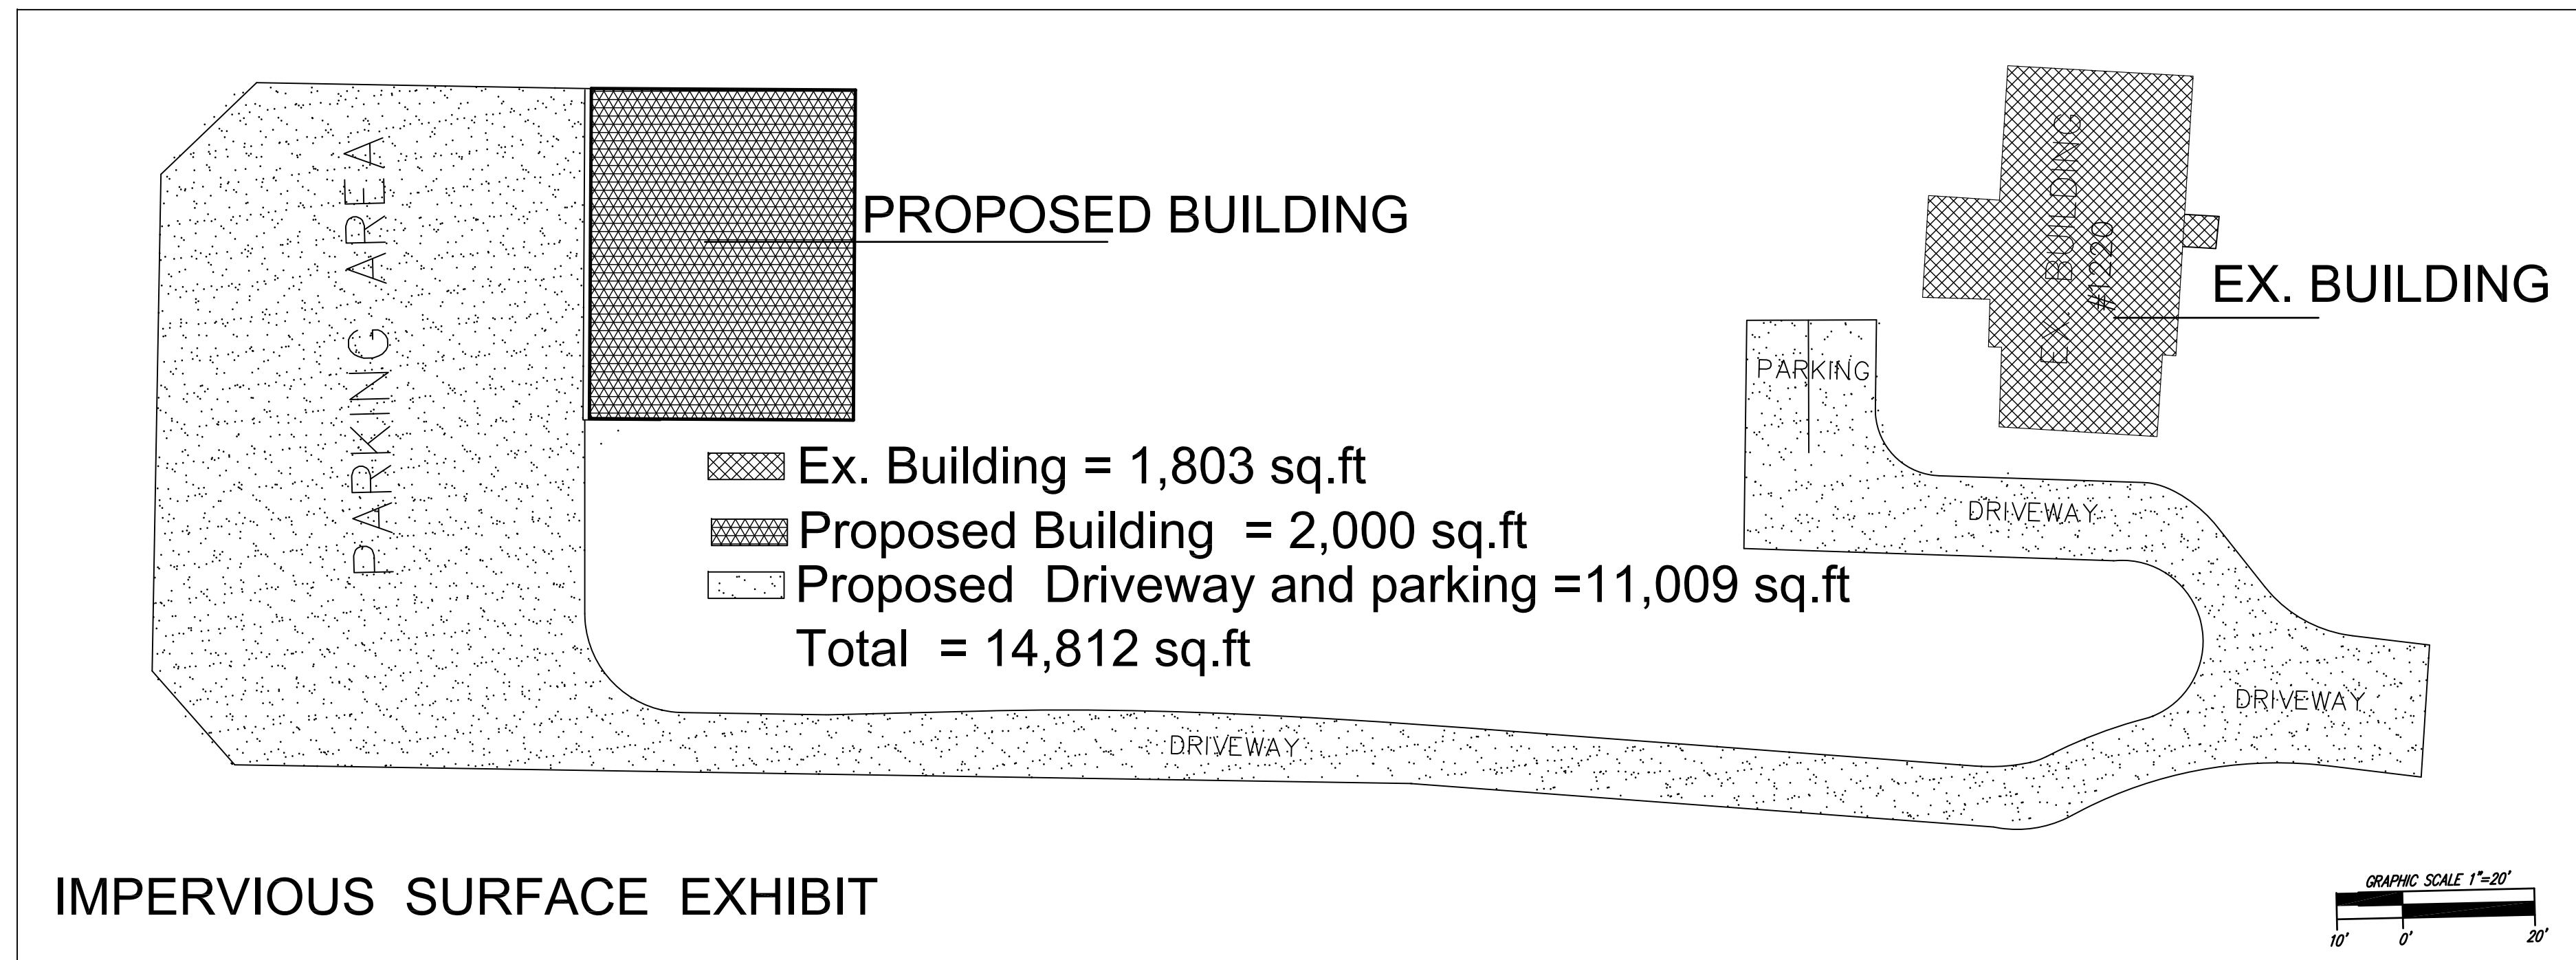 PARKING AREA
PROPOSED BUILDING
EX. BUILDING
#1220
EX. BUILDING
PARKING
Ex. Building = 1,803 sq.ft
Proposed Building = 2,000 sq.ft
Proposed Driveway and parking =11,009 sq.ft
Total = 14,812 sq.ft
DRIVEWAY
DRIVEWAY
DRIVEWAY
IMPERVIOUS SURFACE EXHIBIT
GRAPHIC SCALE 1"=20'
10' 0' 20'